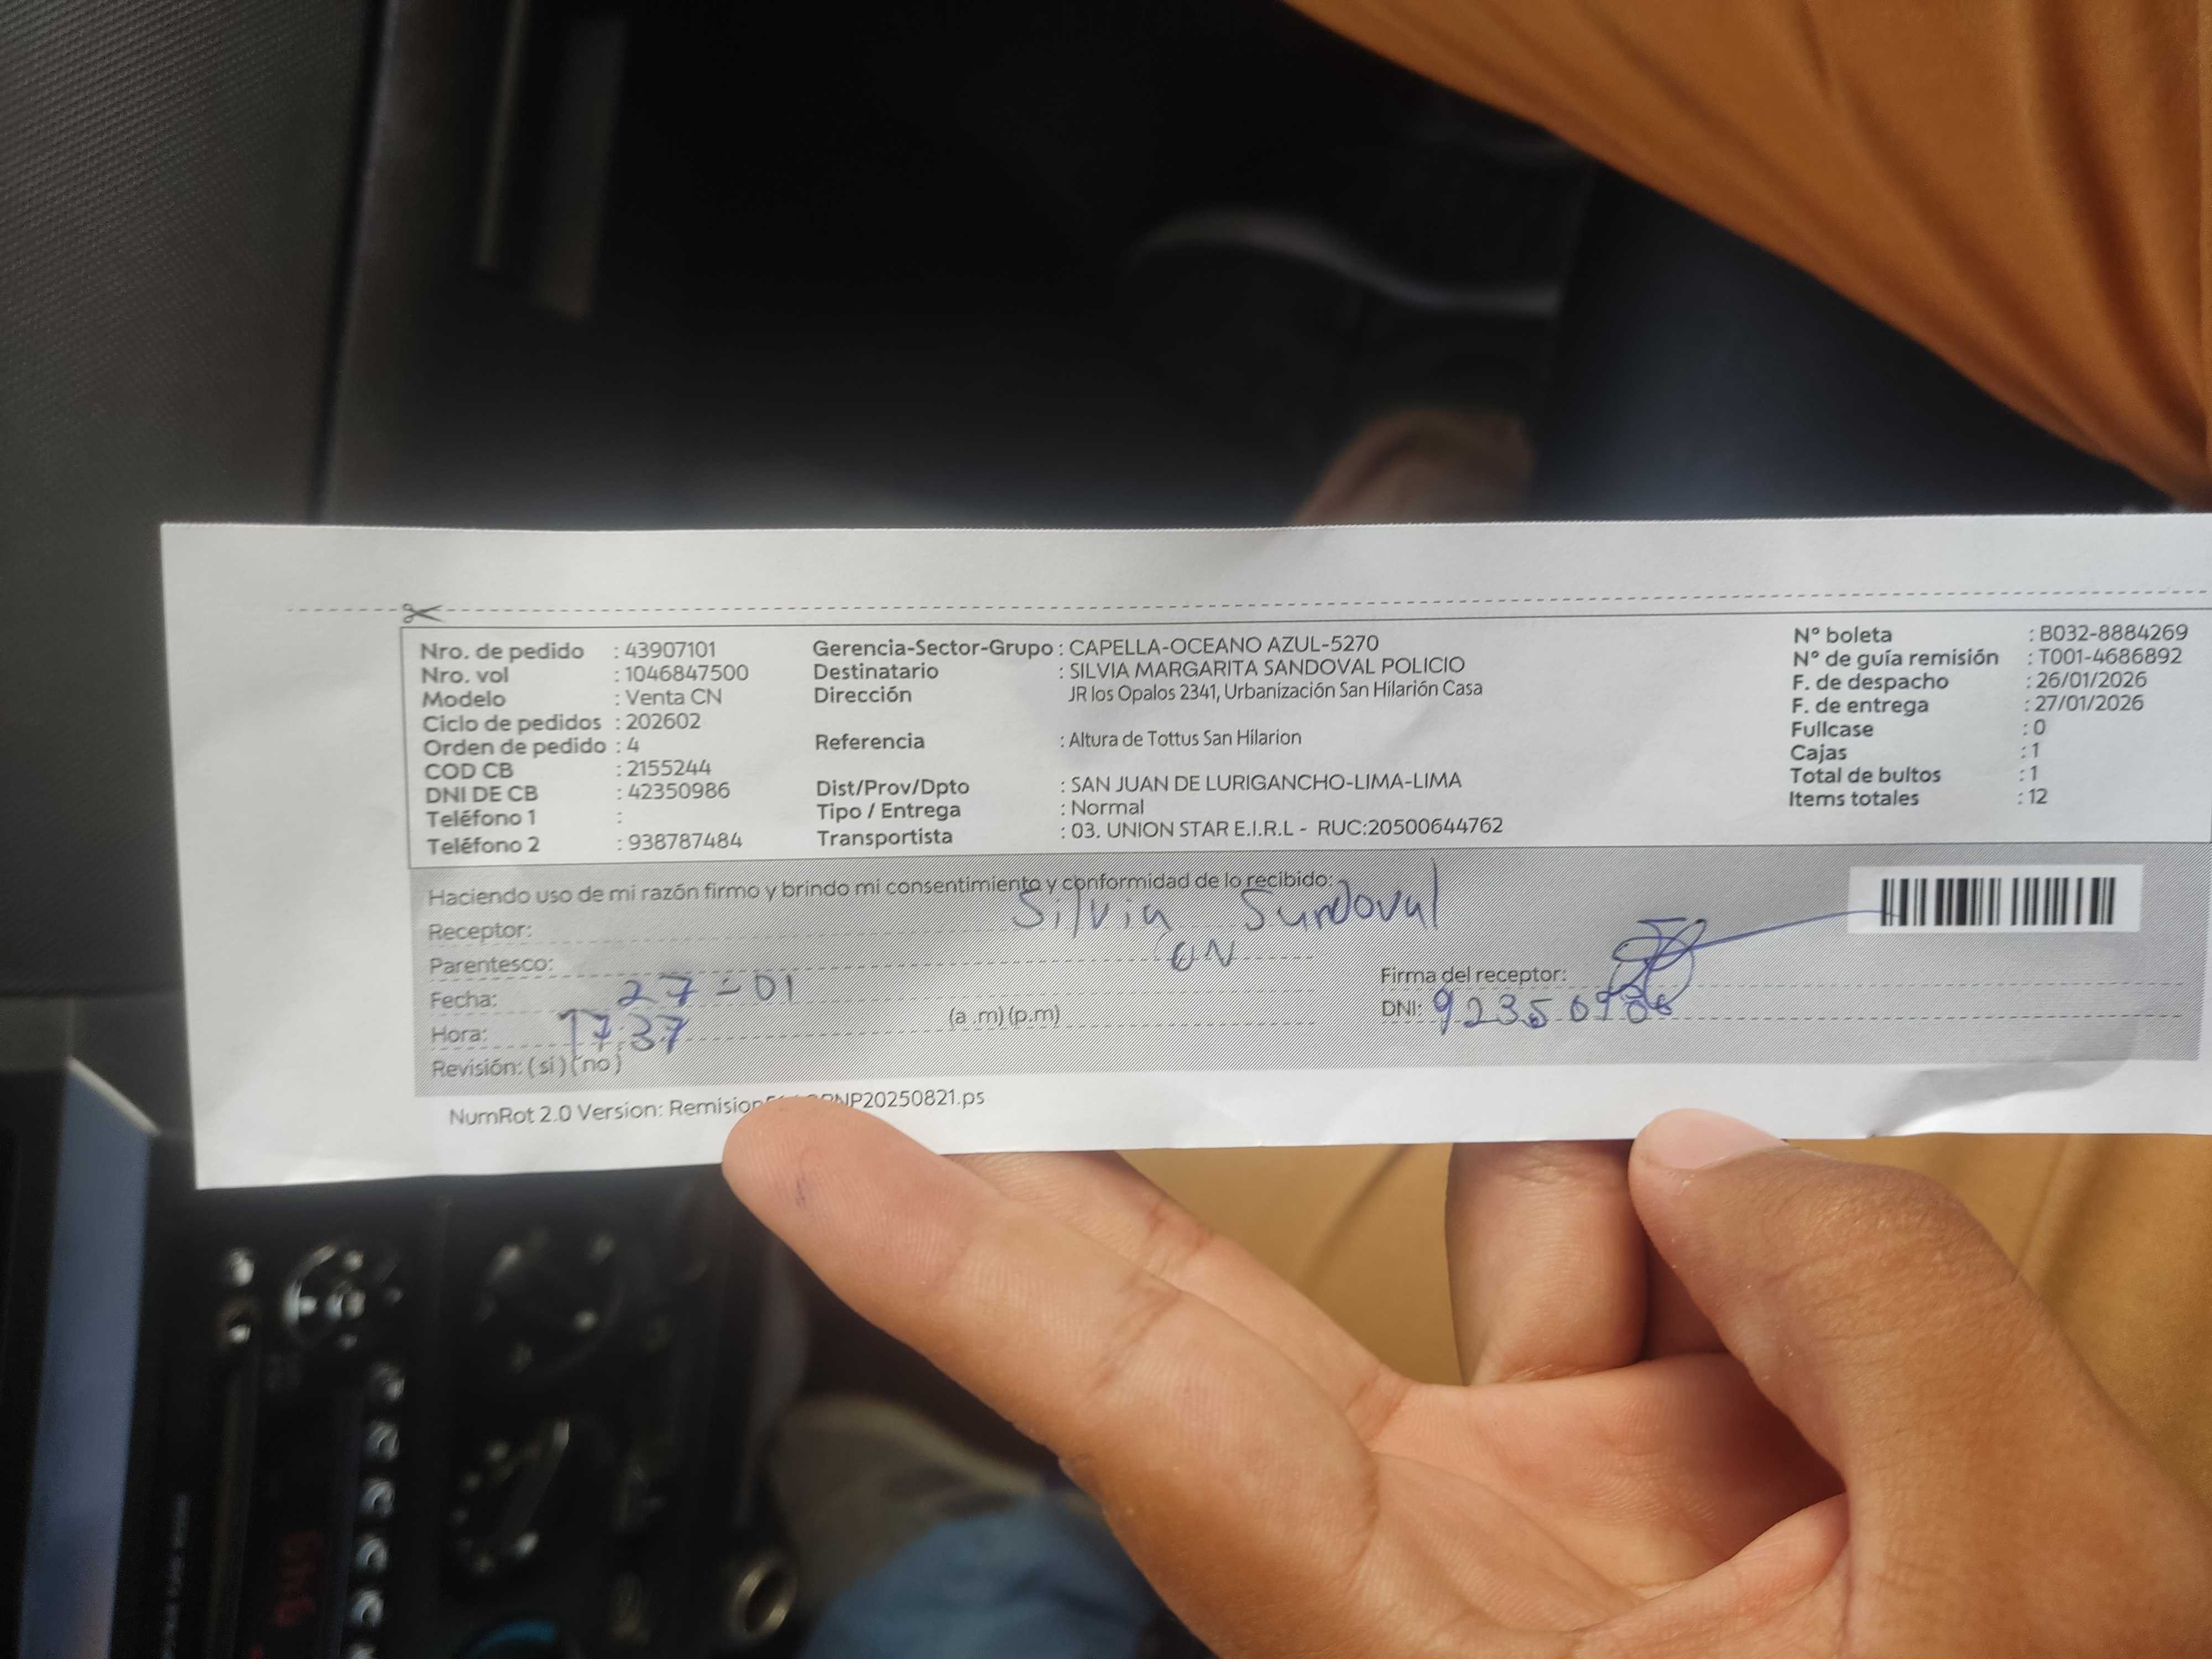 Nro. de pedido : 43907101
Nro. vol : 1046847500
Modelo : Venta CN
Ciclo de pedidos : 202602
Orden de pedido : 4
COD CB : 2155244
DNI DE CB : 42350986
Teléfono 1 :
Teléfono 2 : 938787484
Gerencia-Sector-Grupo : CAPELLA-OCEANO AZUL-5270
Destinatario : SILVIA MARGARITA SANDOVAL POLICIO
Dirección JR los Opalos 2341, Urbanización San Hilarión Casa
Referencia : Altura de Tottus San Hilarion
Dist/Prov/Dpto : SAN JUAN DE LURIGANCHO-LIMA-LIMA
Tipo / Entrega : Normal
Transportista : 03. UNION STAR E.I.R.L - RUC:20500644762
N° boleta : B032-8884269
N° de guía remisión : T001-4686892
F. de despacho : 26/01/2026
F. de entrega : 27/01/2026
Fullcase : 0
Cajas : 1
Total de bultos : 1
Items totales : 12
Haciendo uso de mi razón firmo y brindo mi consentimiento y conformidad de lo recibido:
Receptor: Silvia Sandoval
Parentesco:
Fecha: 27-01
Hora: 17:37 (a .m) (p.m)
Revisión: (si) (no)
Firma del receptor:
DNI:
NumRot 2.0 Version: